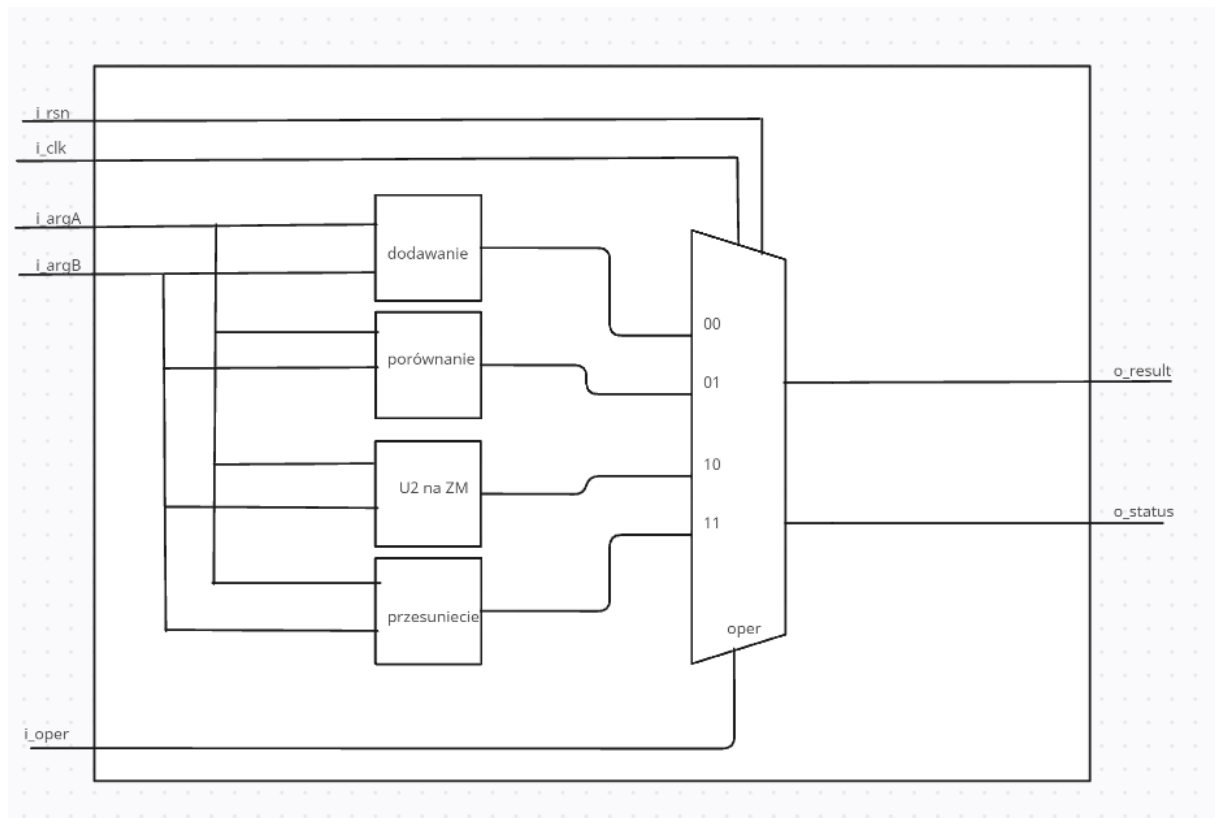 i_rsn
i_clk
i_argA
i_argB
dodawanie
porównanie
U2 na ZM
przesuniecie
00
01
10
11
oper
i_oper
o_result
o_status